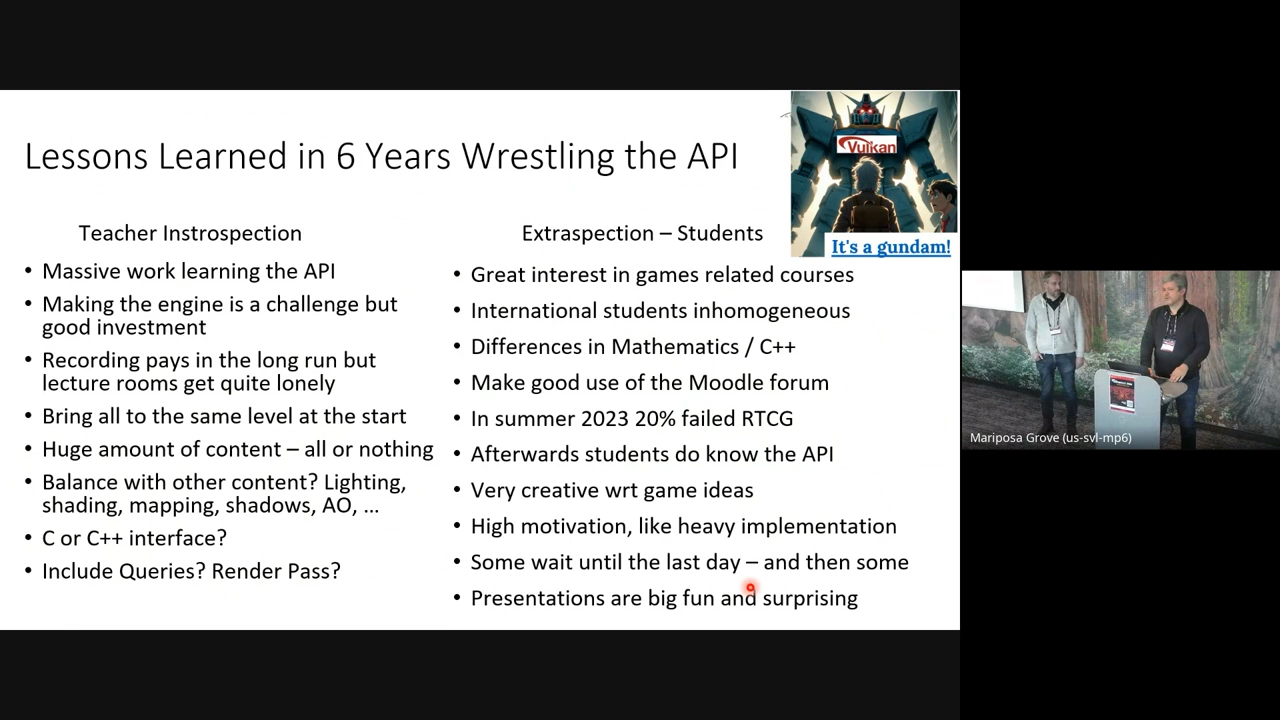 Lessons Learned in 6 Years Wrestling the API
Vulkan
It's a gundam!
Teacher Instrospection
• Massive work learning the API
• Making the engine is a challenge but
good investment
• Recording pays in the long run but
lecture rooms get quite lonely
• Bring all to the same level at the start
• Huge amount of content – all or nothing
• Balance with other content? Lighting,
shading, mapping, shadows, AO, …
• C or C++ interface?
• Include Queries? Render Pass?
Extraspection – Students
• Great interest in games related courses
• International students inhomogeneous
• Differences in Mathematics / C++
• Make good use of the Moodle forum
• In summer 2023 20% failed RTCG
• Afterwards students do know the API
• Very creative wrt game ideas
• High motivation, like heavy implementation
• Some wait until the last day – and then some
• Presentations are big fun and surprising
Mariposa Grove (us-svl-mp6)